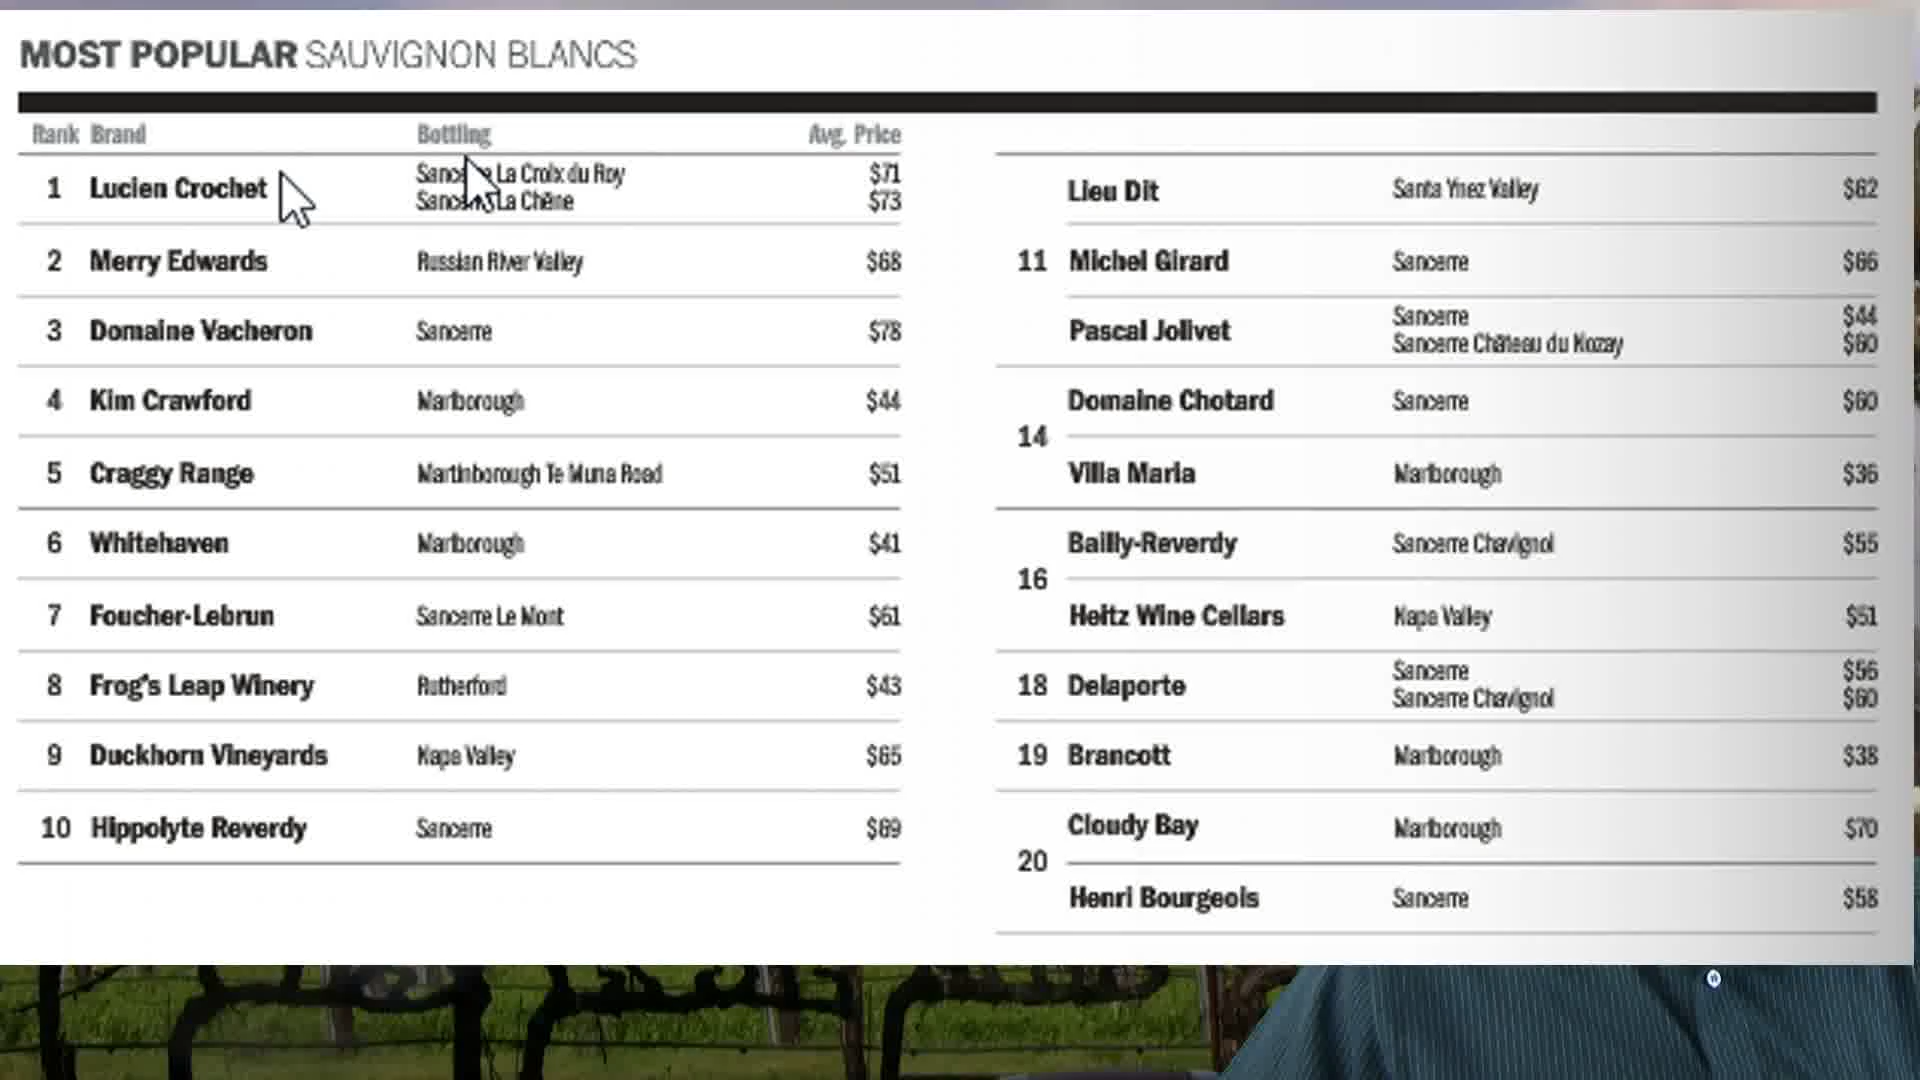 MOST POPULAR SAUVIGNON BLANCS
Rank Brand Bottling Avg. Price
1 Lucien Crochet Sancerre La Croix du Roy $71
Sancerre La Chêne $73
2 Merry Edwards Russian River Valley $68
3 Domaine Vacheron Sancerre $78
4 Kim Crawford Marlborough $44
5 Craggy Range Martinborough Te Muna Road $51
6 Whitehaven Marlborough $41
7 Foucher-Lebrun Sancerre Le Mont $61
8 Frog's Leap Winery Rutherford $43
9 Duckhorn Vineyards Napa Valley $65
10 Hippolyte Reverdy Sancerre $69
Lieu Dit Santa Ynez Valley $62
11 Michel Girard Sancerre $66
Pascal Jolivet Sancerre $44
Sancerre Château du Nozay $60
14 Domaine Chotard Sancerre $60
Villa Maria Marlborough $36
16 Bailly-Reverdy Sancerre Chavignol $55
Heitz Wine Cellars Napa Valley $51
18 Delaporte Sancerre $56
Sancerre Chavignol $60
19 Brancott Marlborough $38
20 Cloudy Bay Marlborough $70
Henri Bourgeois Sancerre $58